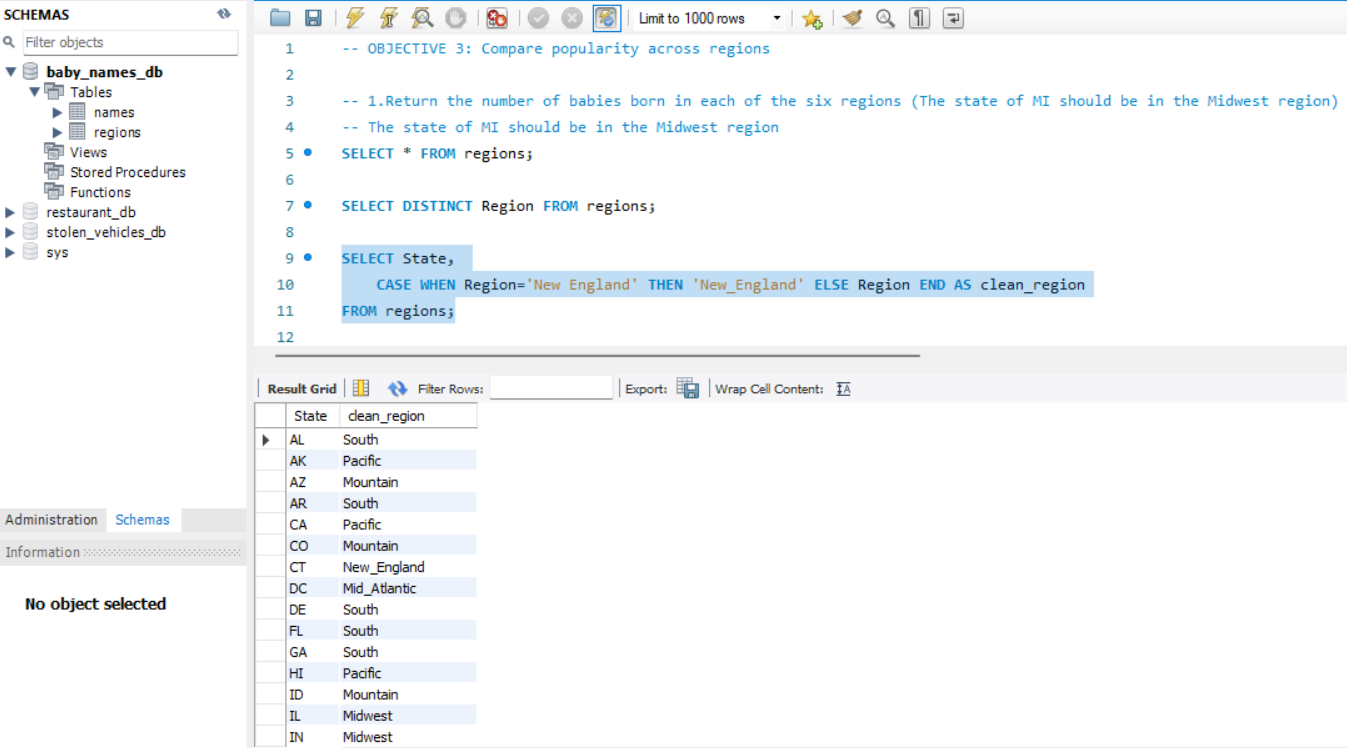 SCHEMAS
Filter objects
baby_names_db
Tables
names
regions
Views
Stored Procedures
Functions
restaurant_db
stolen_vehicles_db
sys
Administration Schemas
Information
No object selected
Limit to 1000 rows
1 -- OBJECTIVE 3: Compare popularity across regions
2
3 -- 1.Return the number of babies born in each of the six regions (The state of MI should be in the Midwest region)
4 -- The state of MI should be in the Midwest region
5 SELECT * FROM regions;
6
7 SELECT DISTINCT Region FROM regions;
8
9 SELECT State,
10 CASE WHEN Region='New England' THEN 'New_England' ELSE Region END AS clean_region
11 FROM regions;
12
Result Grid Filter Rows: Export: Wrap Cell Content: IA
State clean_region
AL South
AK Pacific
AZ Mountain
AR South
CA Pacific
CO Mountain
CT New_England
DC Mid_Atlantic
DE South
FL South
GA South
HI Pacific
ID Mountain
IL Midwest
IN Midwest